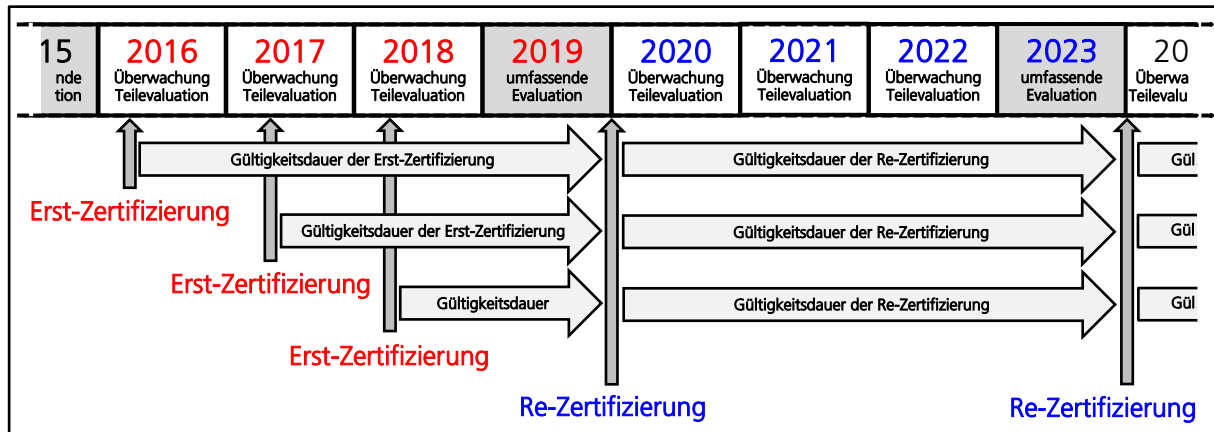 15 2016 2017 2018 2019 2020 2021 2022 2023 20
nde Überwachung Überwachung Überwachung umfassende Überwachung Überwachung Überwachung umfassende Überwa
tion Teilevaluation Teilevaluation Teilevaluation Evaluation Teilevaluation Teilevaluation Teilevaluation Evaluation Teilevalu
Gültigkeitsdauer der Erst-Zertifizierung Gültigkeitsdauer der Re-Zertifizierung Gül
Erst-Zertifizierung
Gültigkeitsdauer der Erst-Zertifizierung Gültigkeitsdauer der Re-Zertifizierung Gül
Erst-Zertifizierung
Gültigkeitsdauer Gültigkeitsdauer der Re-Zertifizierung Gül
Erst-Zertifizierung
Re-Zertifizierung Re-Zertifizierung